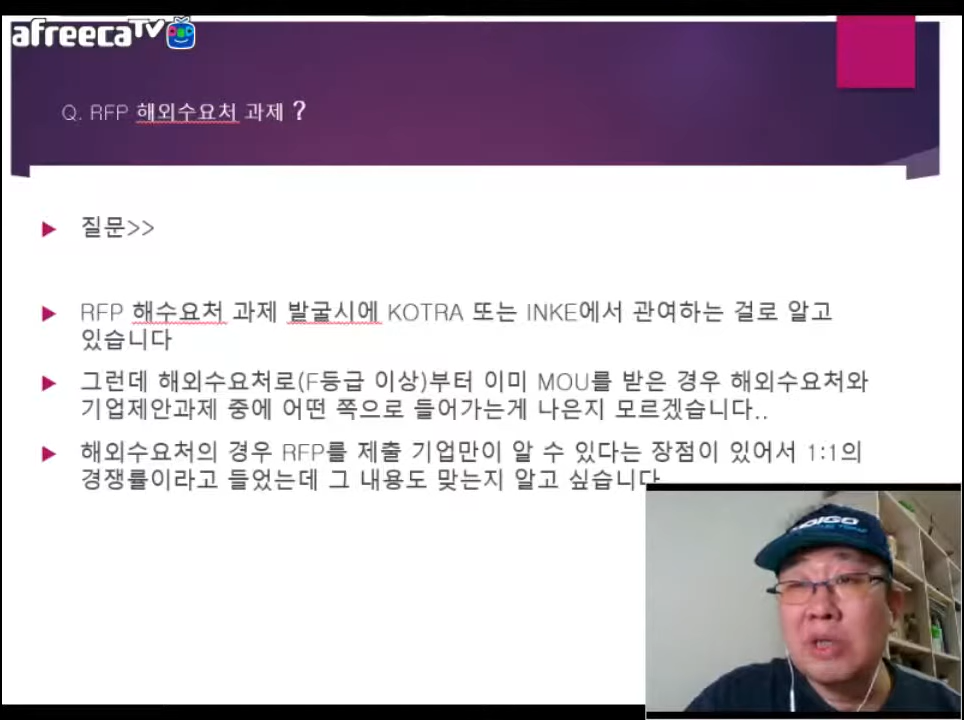 afreecaTV
Q. RFP 해외수요처 과제 ?
질문>>
RFP 해수요처 과제 발굴시에 KOTRA 또는 INKE에서 관여하는 걸로 알고
있습니다
그런데 해외수요처로(F등급 이상)부터 이미 MOU를 받은 경우 해외수요처와
기업제안과제 중에 어떤 쪽으로 들어가는게 나은지 모르겠습니다..
해외수요처의 경우 RFP를 제출 기업만이 알 수 있다는 장점이 있어서 1:1의
경쟁률이라고 들었는데 그 내용도 맞는지 알고 싶습니다